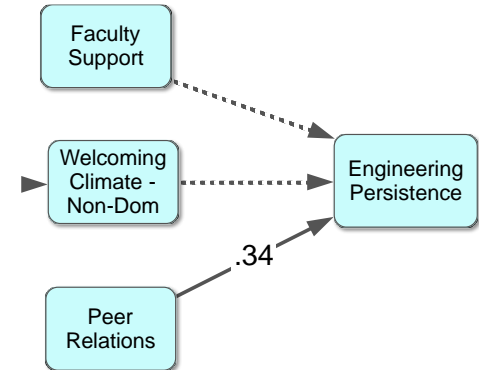 Faculty
Support
Welcoming
Climate -
Non-Dom
Engineering
Persistence
.34
Peer
Relations